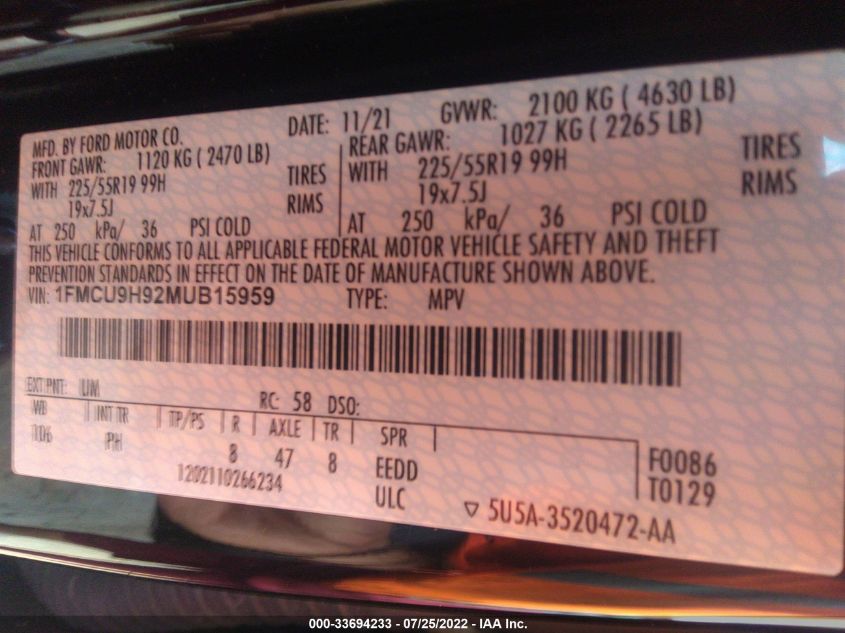 MFD. BY FORD MOTOR CO. DATE: 11/21 GVWR: 2100 KG ( 4630 LB)
FRONT GAWR: 1120 KG ( 2470 LB) REAR GAWR: 1027 KG ( 2265 LB)
WITH 225/55R19 99H TIRES WITH 225/55R19 99H TIRES
19x7.5J RIMS 19x7.5J RIMS
AT 250 kPa/ 36 PSI COLD AT 250 kPa/ 36 PSI COLD
THIS VEHICLE CONFORMS TO ALL APPLICABLE FEDERAL MOTOR VEHICLE SAFETY AND THEFT
PREVENTION STANDARDS IN EFFECT ON THE DATE OF MANUFACTURE SHOWN ABOVE.
VIN: 1FMCU9H92MUB15959 TYPE: MPV
EXT PNT: UM RC: 58 DSO:
WB INT TR TP/PS R AXLE TR SPR
106 PH 8 47 8 EEDD F0086
1202110266234 ULC T0129
▽ 5U5A-3520472-AA
000-33694233 - 07/25/2022 - IAA Inc.